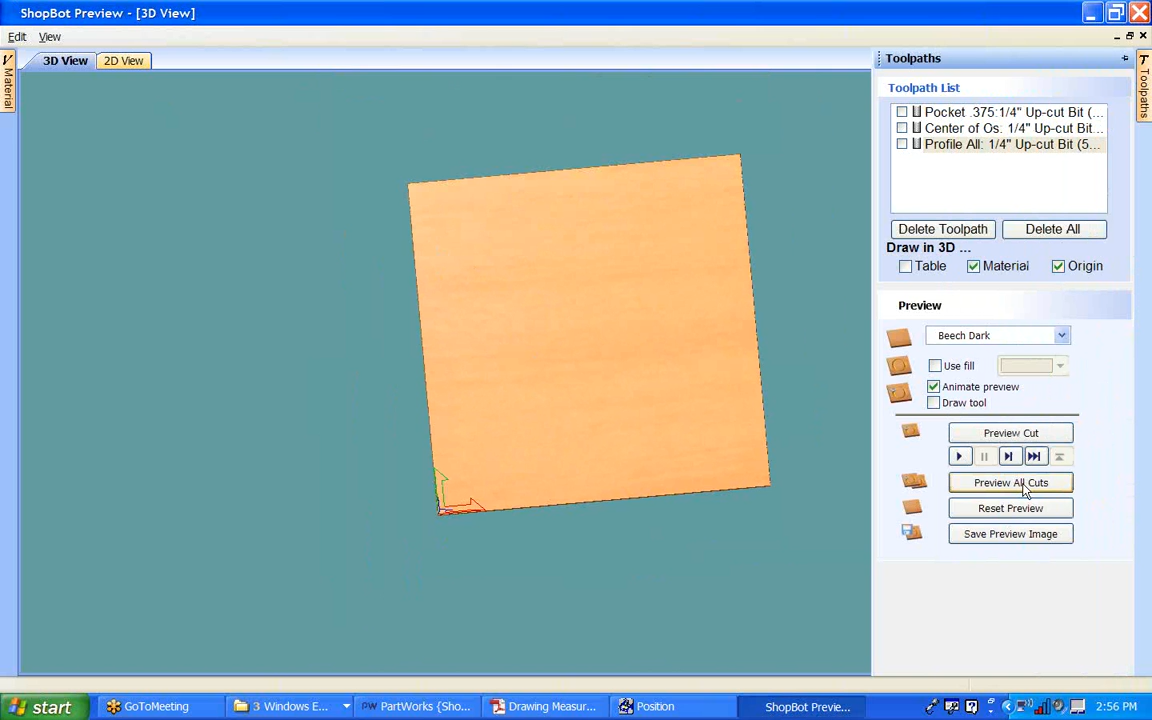 ShopBot Preview - [3D View]
Edit View
3D View 2D View
Material
Toolpaths
Toolpaths
Toolpath List
Pocket .375:1/4" Up-cut Bit (...
Center of Os: 1/4" Up-cut Bit...
Profile All: 1/4" Up-cut Bit (5...
Delete Toolpath Delete All
Draw in 3D ...
Table Material Origin
Preview
Beech Dark
Use fill
Animate preview
Draw tool
Preview Cut
Preview All Cuts
Reset Preview
Save Preview Image
start GoToMeeting 3 Windows E... PartWorks {Sho... Drawing Measur... Position ShopBot Previe... 2:56 PM